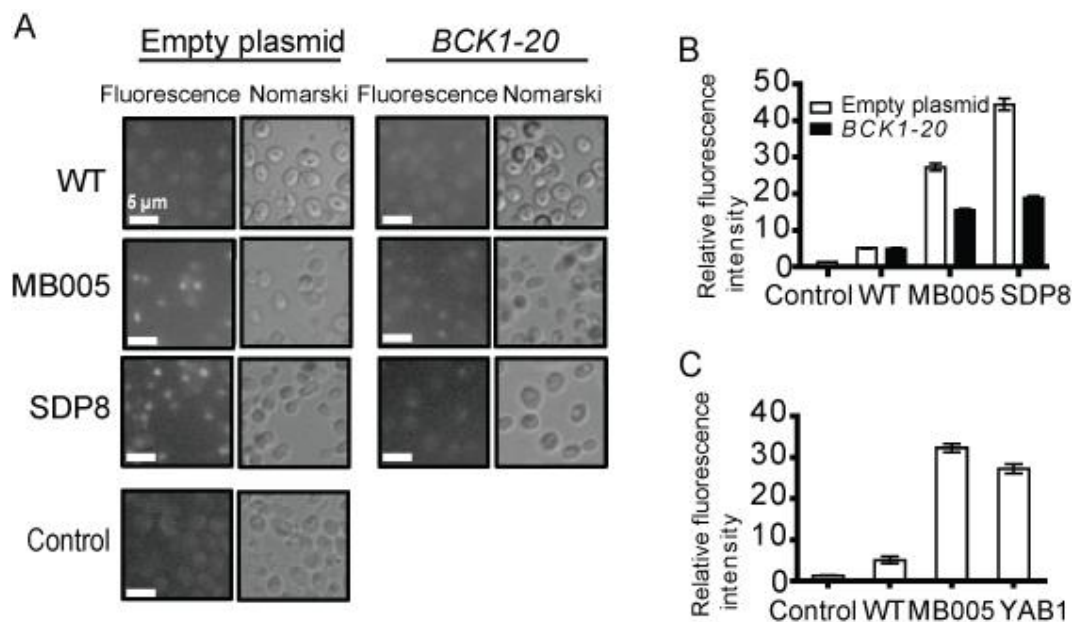 A
Empty plasmid BCK1-20
Fluorescence Nomarski Fluorescence Nomarski
WT
5 μm
MB005
SDP8
Control
B
Relative fluorescence
intensity
50
40
30
20
10
0
Empty plasmid
BCK1-20
Control WT MB005 SDP8
C
Relative fluorescence
intensity
40
30
20
10
0
Control WT MB005 YAB1